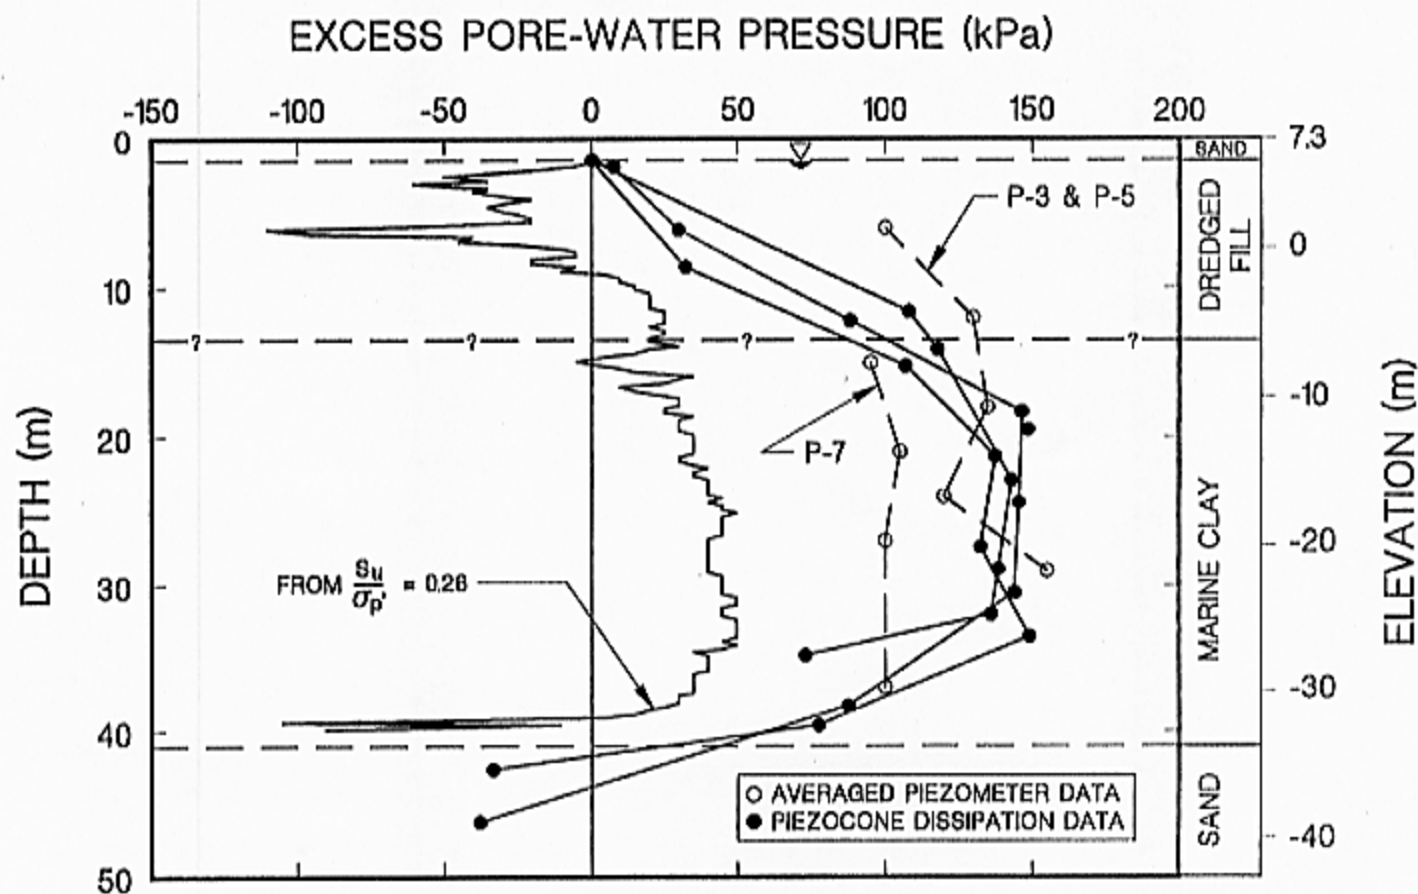 EXCESS PORE-WATER PRESSURE (kPa)
-150 -100 -50 0 50 100 150 200
0
10
20
30
40
50
DEPTH (m)
7.3
0
-10
-20
-30
-40
ELEVATION (m)
SAND
DREDGED
FILL
MARINE CLAY
SAND
P-3 & P-5
? ? ? ?
P-7
FROM Su/σp' = 0.26
○ AVERAGED PIEZOMETER DATA
● PIEZOCONE DISSIPATION DATA